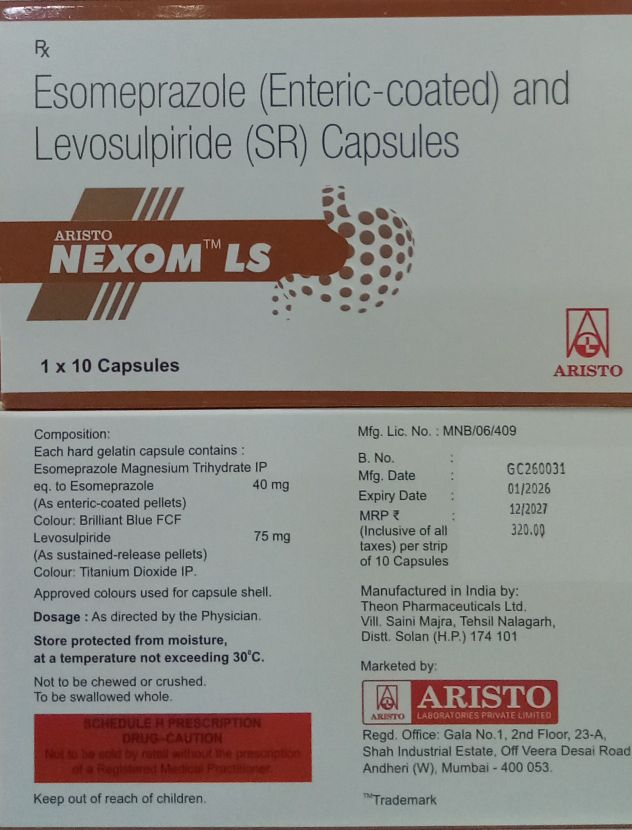 Rx
Esomeprazole (Enteric-coated) and
Levosulpiride (SR) Capsules
ARISTO
NEXOM™ LS
1 x 10 Capsules
ARISTO
Composition:
Each hard gelatin capsule contains :
Esomeprazole Magnesium Trihydrate IP
eq. to Esomeprazole 40 mg
(As enteric-coated pellets)
Colour: Brilliant Blue FCF
Levosulpiride 75 mg
(As sustained-release pellets)
Colour: Titanium Dioxide IP.
Approved colours used for capsule shell.
Dosage : As directed by the Physician.
Store protected from moisture,
at a temperature not exceeding 30°C.
Not to be chewed or crushed.
To be swallowed whole.
SCHEDULE H PRESCRIPTION
DRUG-CAUTION
Not to be sold by retail without the prescription
of a Registered Medical Practitioner.
Keep out of reach of children.
Mfg. Lic. No. : MNB/06/409
B. No. : GC260031
Mfg. Date : 01/2026
Expiry Date : 12/2027
MRP ₹ : 320.00
(Inclusive of all
taxes) per strip
of 10 Capsules
Manufactured in India by:
Theon Pharmaceuticals Ltd.
Vill. Saini Majra, Tehsil Nalagarh,
Distt. Solan (H.P.) 174 101
Marketed by:
ARISTO
ARISTO
LABORATORIES PRIVATE LIMITED
Regd. Office: Gala No.1, 2nd Floor, 23-A,
Shah Industrial Estate, Off Veera Desai Road
Andheri (W), Mumbai - 400 053.
™Trademark